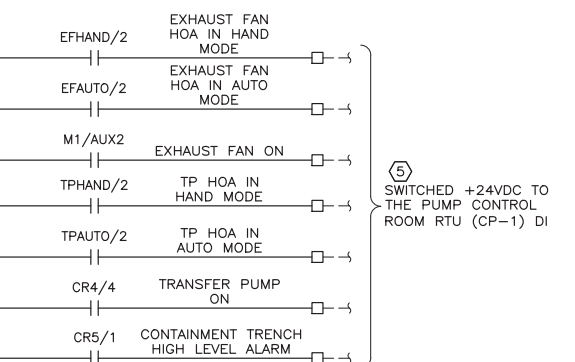 EXHAUST FAN
HOA IN HAND
MODE
EFHAND/2
EXHAUST FAN
HOA IN AUTO
MODE
EFAUTO/2
M1/AUX2
EXHAUST FAN ON
TPHAND/2
TP HOA IN
HAND MODE
TPAUTO/2
TP HOA IN
AUTO MODE
CR4/4
TRANSFER PUMP
ON
CR5/1
CONTAINMENT TRENCH
HIGH LEVEL ALARM
5
SWITCHED +24VDC TO
THE PUMP CONTROL
ROOM RTU (CP-1) DI